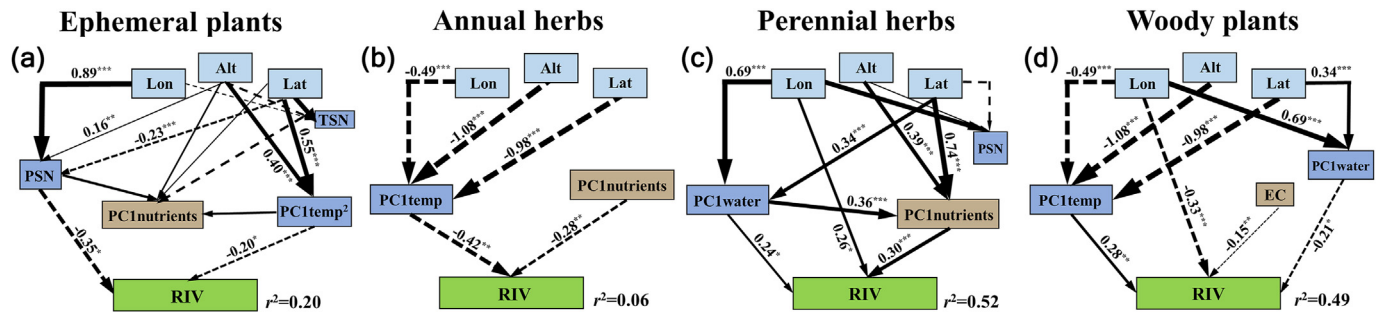 Ephemeral plants
(a)
Lon
Alt
Lat
TSN
PSN
PC1nutrients
PC1temp²
RIV
0.89***
0.16**
-0.23***
0.55***
0.40***
-0.35*
-0.20*
r²=0.20
Annual herbs
(b)
Lon
Alt
Lat
PC1temp
PC1nutrients
RIV
-0.49***
-1.08***
-0.98***
-0.42**
-0.28**
r²=0.06
Perennial herbs
(c)
Lon
Alt
Lat
PSN
PC1water
PC1nutrients
RIV
0.69***
0.34***
0.39***
0.74***
0.36***
0.24*
0.26*
0.30***
r²=0.52
Woody plants
(d)
Lon
Alt
Lat
PC1water
PC1temp
EC
RIV
-0.49***
-1.08***
-0.98***
0.34***
0.69***
-0.33***
-0.15*
-0.21*
0.28**
r²=0.49